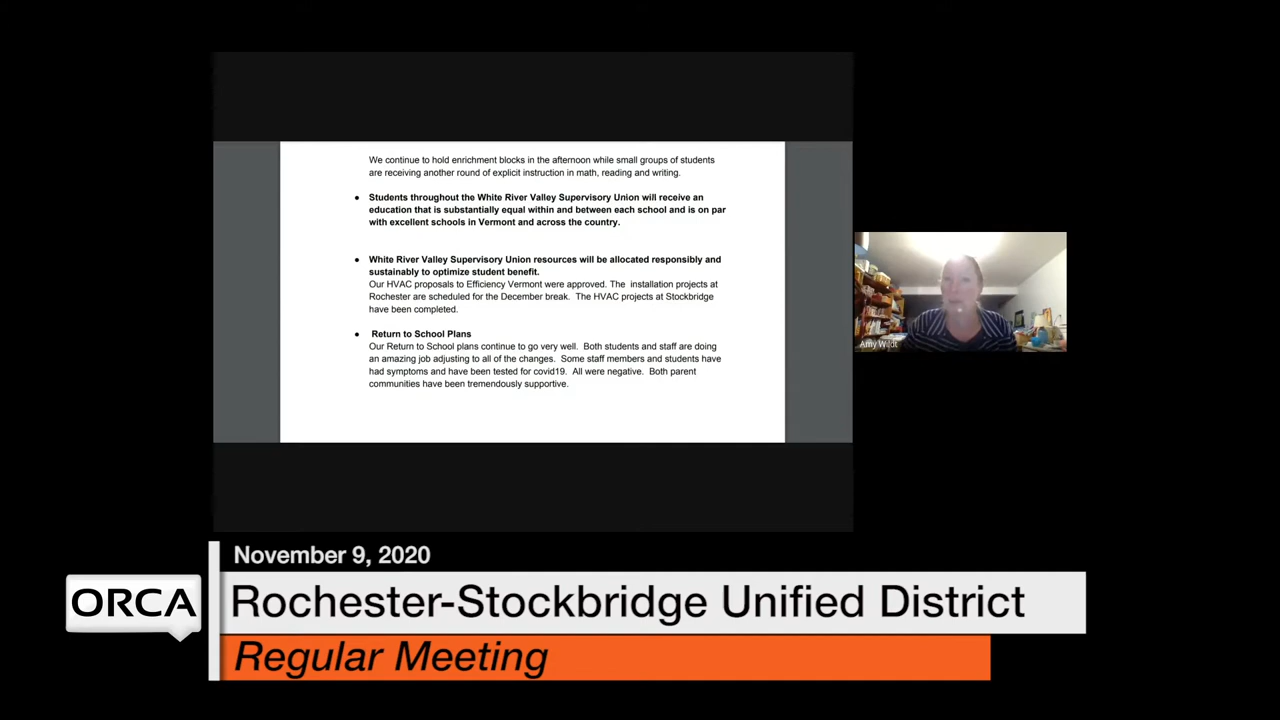 We continue to hold enrichment blocks in the afternoon while small groups of students
are receiving another round of explicit instruction in math, reading and writing.
● Students throughout the White River Valley Supervisory Union will receive an
education that is substantially equal within and between each school and is on par
with excellent schools in Vermont and across the country.
● White River Valley Supervisory Union resources will be allocated responsibly and
sustainably to optimize student benefit.
Our HVAC proposals to Efficiency Vermont were approved. The installation projects at
Rochester are scheduled for the December break. The HVAC projects at Stockbridge
have been completed.
● Return to School Plans
Our Return to School plans continue to go very well. Both students and staff are doing
an amazing job adjusting to all of the changes. Some staff members and students have
had symptoms and have been tested for covid19. All were negative. Both parent
communities have been tremendously supportive.
Amy Wildt
November 9, 2020
ORCA
Rochester-Stockbridge Unified District
Regular Meeting